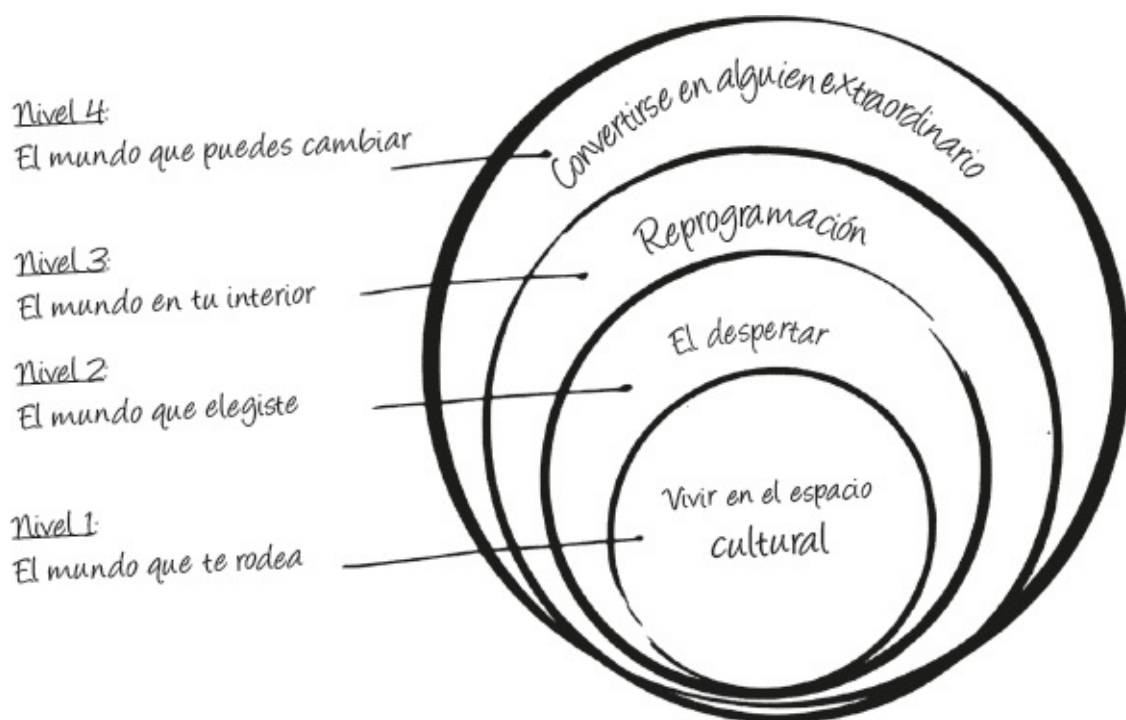 Nivel 4:
El mundo que puedes cambiar
Nivel 3:
El mundo en tu interior
Nivel 2:
El mundo que elegiste
Nivel 1:
El mundo que te rodea
Convertirse en alguien extraordinario
Reprogramación
El despertar
Vivir en el espacio
cultural